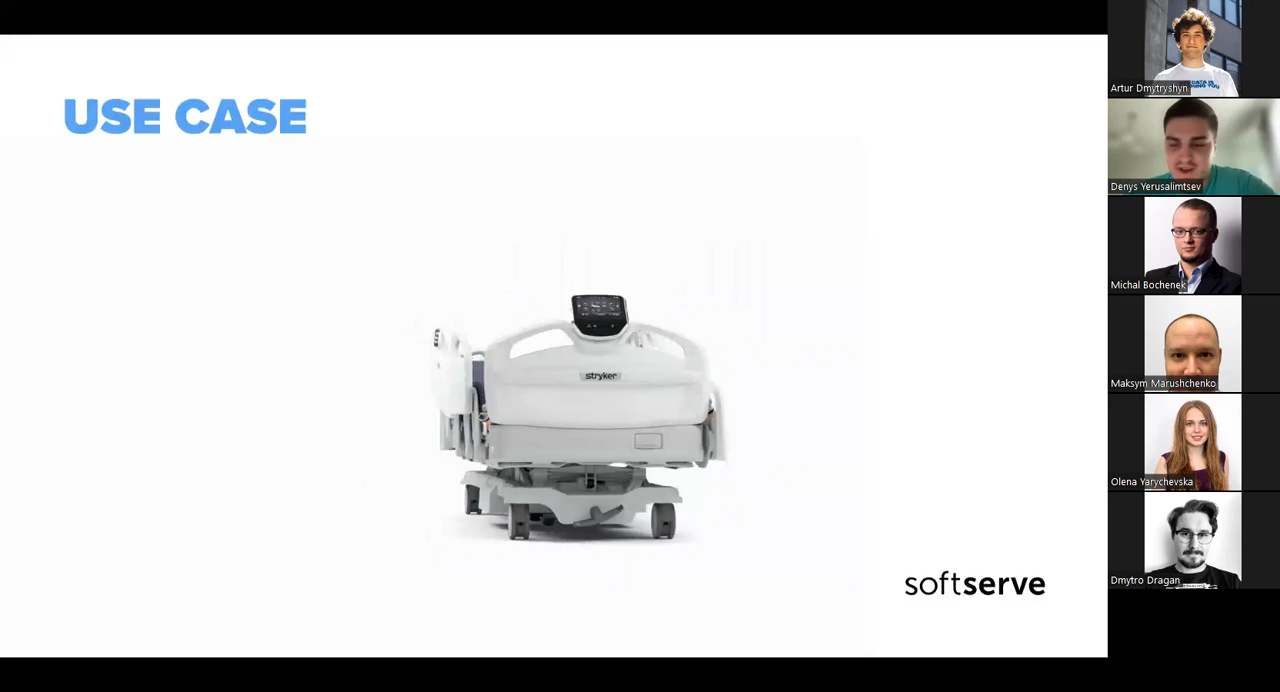 USE CASE
stryker
softserve
Artur Dmytryshyn
Denys Yerusalimtsev
Michal Bochenek
Maksym Marushchenko
Olena Yarychevska
Dmytro Dragan